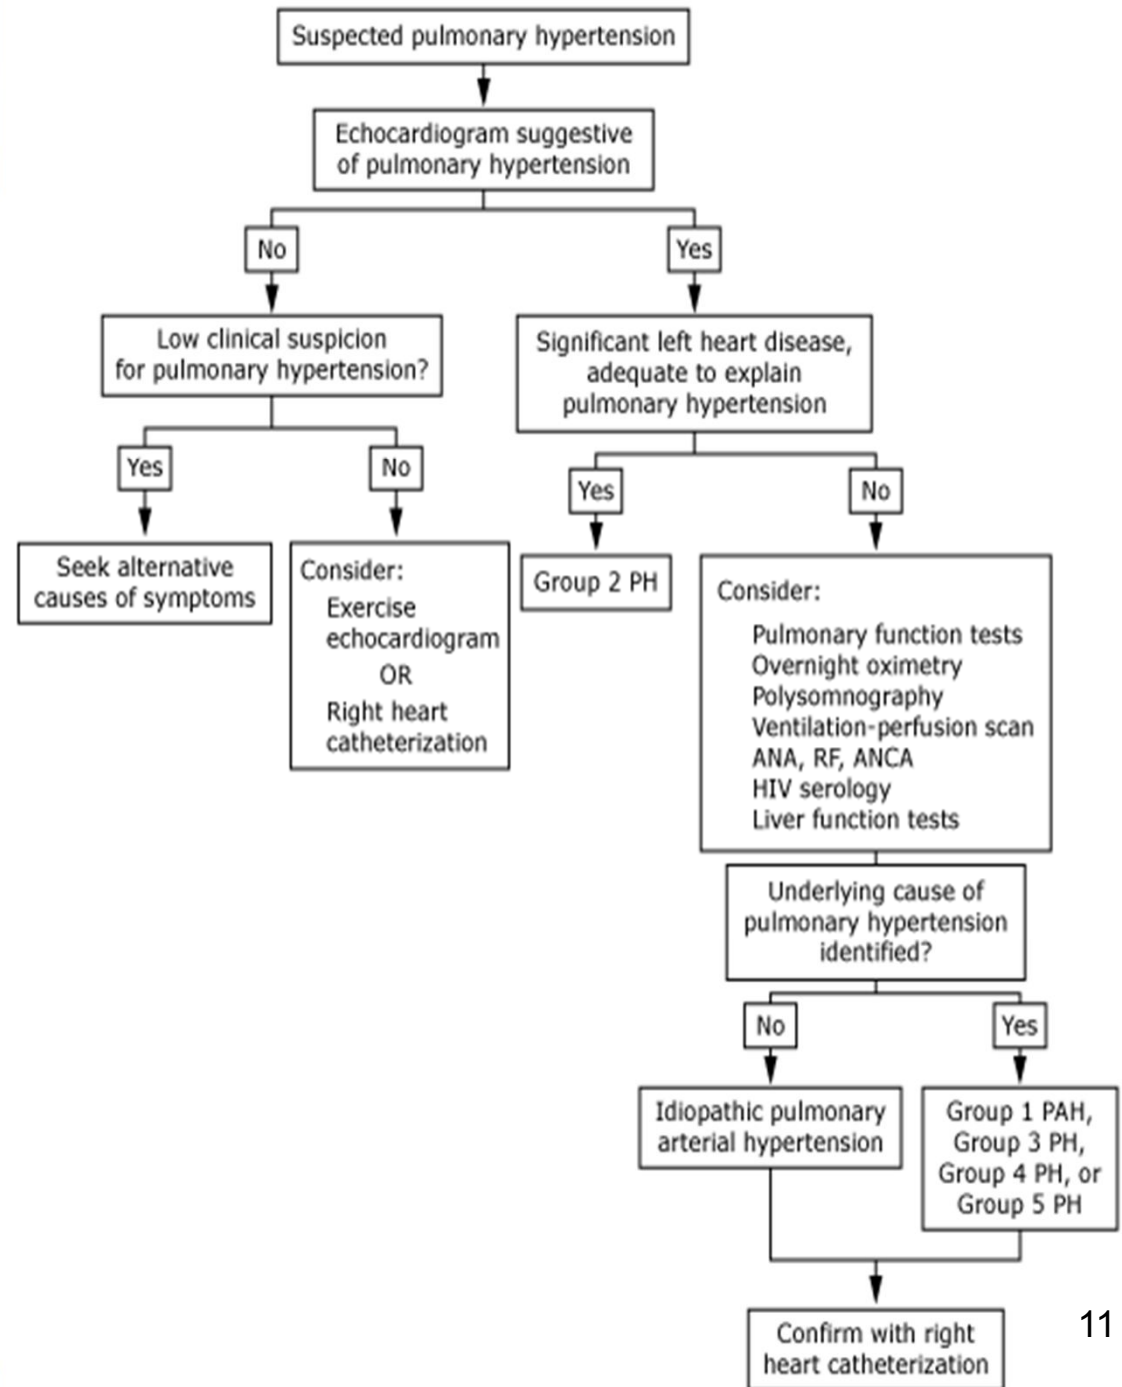 Suspected pulmonary hypertension
Echocardiogram suggestive
of pulmonary hypertension
No
Yes
Low clinical suspicion
for pulmonary hypertension?
Significant left heart disease,
adequate to explain
pulmonary hypertension
Yes
No
Yes
No
Seek alternative
causes of symptoms
Consider:
Exercise
echocardiogram
OR
Right heart
catheterization
Group 2 PH
Consider:
Pulmonary function tests
Overnight oximetry
Polysomnography
Ventilation-perfusion scan
ANA, RF, ANCA
HIV serology
Liver function tests
Underlying cause of
pulmonary hypertension
identified?
No
Yes
Idiopathic pulmonary
arterial hypertension
Group 1 PAH,
Group 3 PH,
Group 4 PH, or
Group 5 PH
Confirm with right
heart catheterization
11